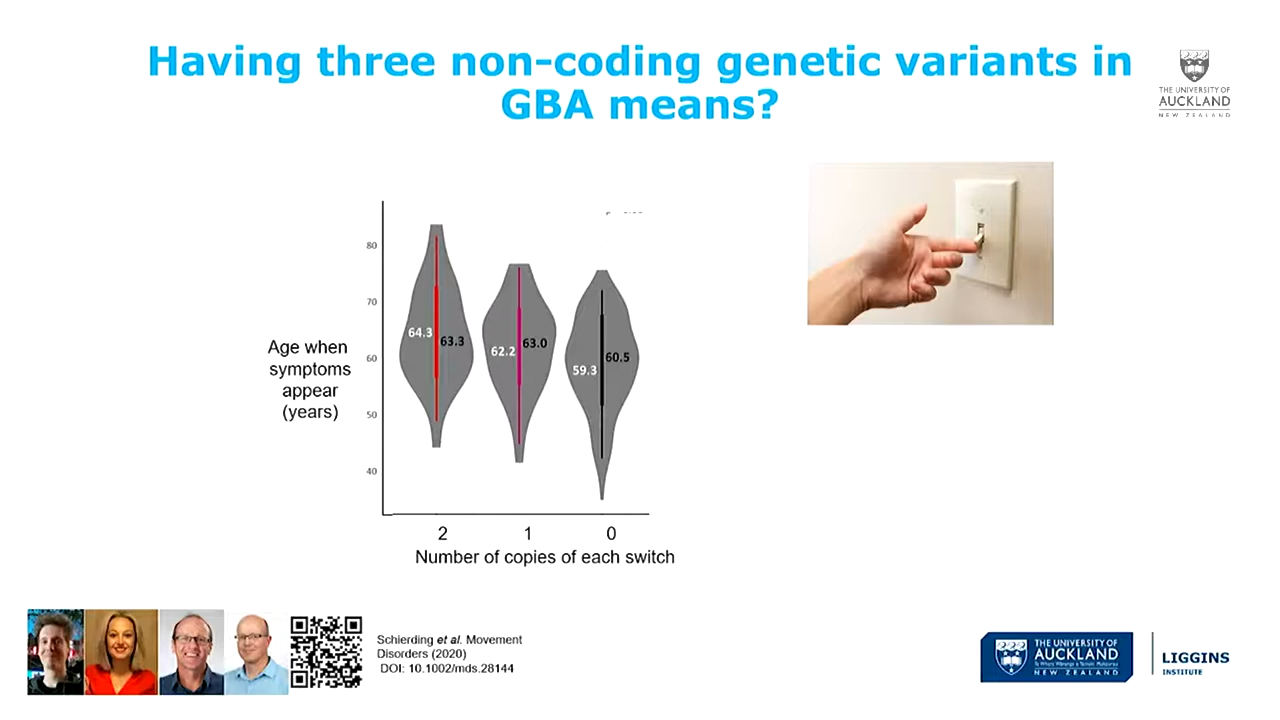 Having three non-coding genetic variants in
GBA means?
THE UNIVERSITY OF
AUCKLAND
NEW ZEALAND
80
70
60
50
40
64.3
63.3
62.2
63.0
59.3
60.5
Age when
symptoms
appear
(years)
2 1 0
Number of copies of each switch
Schierding et al. Movement
Disorders (2020)
DOI: 10.1002/mds.28144
THE UNIVERSITY OF
AUCKLAND
NEW ZEALAND
LIGGINS
INSTITUTE